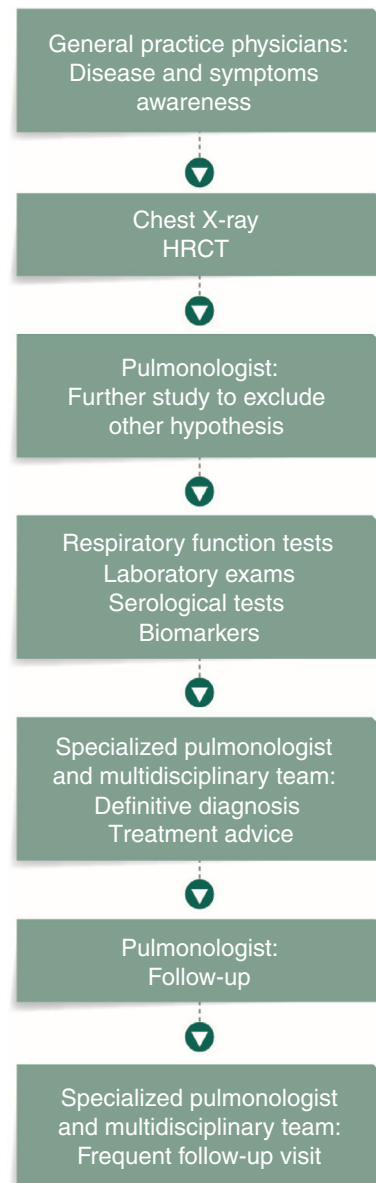 General practice physicians:
Disease and symptoms
awareness
Chest X-ray
HRCT
Pulmonologist:
Further study to exclude
other hypothesis
Respiratory function tests
Laboratory exams
Serological tests
Biomarkers
Specialized pulmonologist
and multidisciplinary team:
Definitive diagnosis
Treatment advice
Pulmonologist:
Follow-up
Specialized pulmonologist
and multidisciplinary team:
Frequent follow-up visit